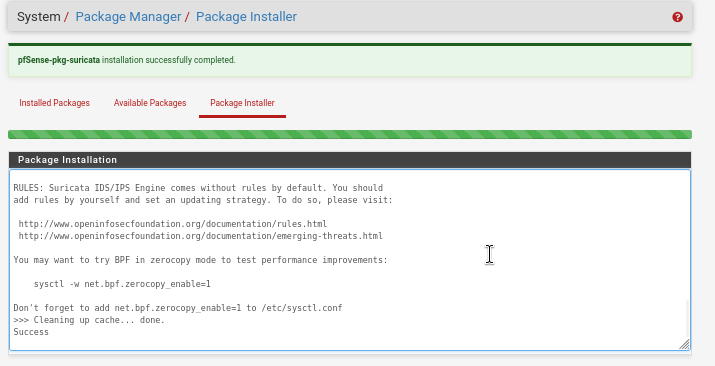 System / Package Manager / Package Installer
?
pfSense-pkg-suricata installation successfully completed.
Installed Packages Available Packages Package Installer
Package Installation
RULES: Suricata IDS/IPS Engine comes without rules by default. You should
add rules by yourself and set an updating strategy. To do so, please visit:
http://www.openinfosecfoundation.org/documentation/rules.html
http://www.openinfosecfoundation.org/documentation/emerging-threats.html
You may want to try BPF in zerocopy mode to test performance improvements:
sysctl -w net.bpf.zerocopy_enable=1
Don't forget to add net.bpf.zerocopy_enable=1 to /etc/sysctl.conf
>>> Cleaning up cache... done.
Success